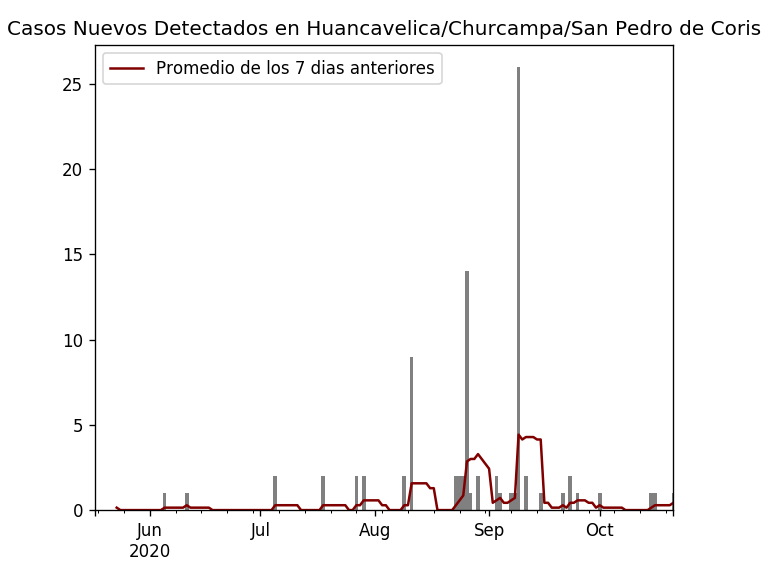 Casos Nuevos Detectados en Huancavelica/Churcampa/San Pedro de Coris
Promedio de los 7 dias anteriores
25
20
15
10
5
0
Jun Jul Aug Sep Oct
2020